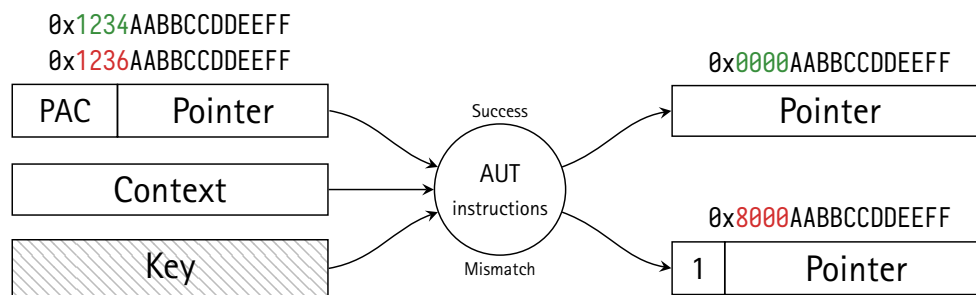 0x1234AABBCCDDEEFF
0x1236AABBCCDDEEFF
PAC Pointer
Context
Key
Success
AUT
instructions
Mismatch
0x0000AABBCCDDEEFF
Pointer
0x8000AABBCCDDEEFF
1 Pointer